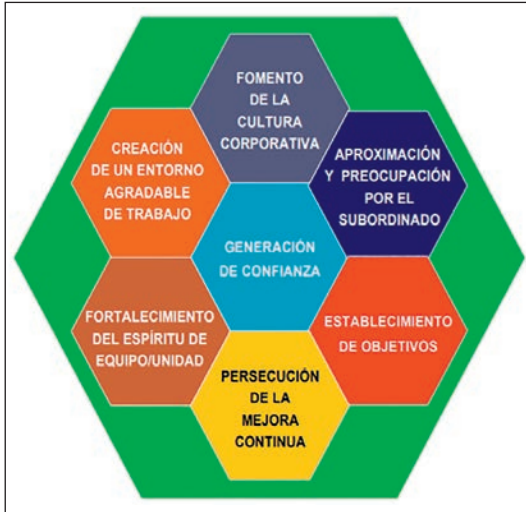 FOMENTO
DE LA
CULTURA
CORPORATIVA
CREACIÓN
DE UN ENTORNO
AGRADABLE
DE TRABAJO
APROXIMACIÓN
Y PREOCUPACIÓN
POR EL
SUBORDINADO
GENERACIÓN
DE CONFIANZA
FORTALECIMIENTO
DEL ESPÍRITU DE
EQUIPO/UNIDAD
ESTABLECIMIENTO
DE OBJETIVOS
PERSECUCIÓN
DE LA
MEJORA
CONTINUA